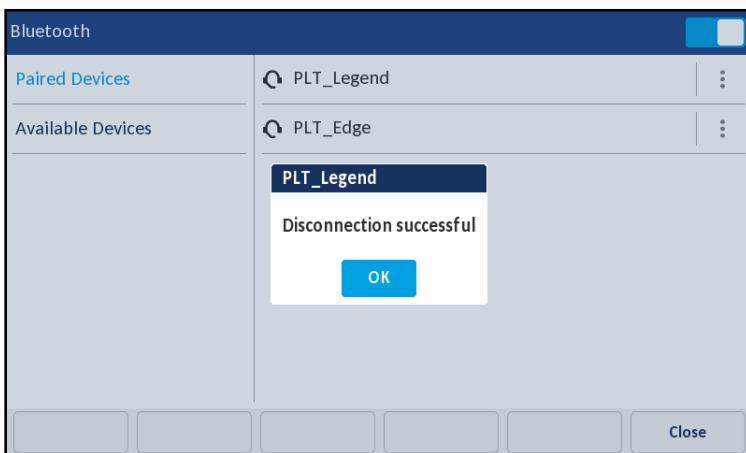 Bluetooth
Paired Devices
PLT_Legend
Available Devices
PLT_Edge
PLT_Legend
Disconnection successful
OK
Close